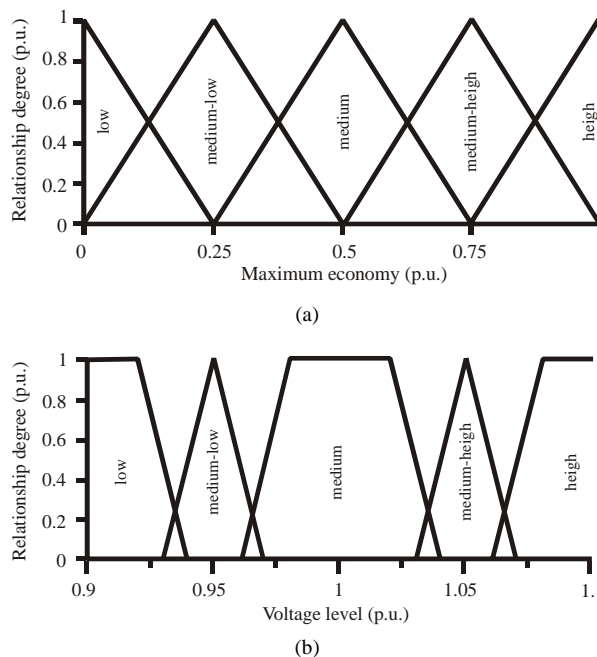 1
0.8
0.6
0.4
0.2
0
Relationship degree (p.u.)
low
medium-low
medium
medium-heigh
heigh
0
0.25
0.5
0.75
Maximum economy (p.u.)
(a)
1
0.8
0.6
0.4
0.2
0
Relationship degree (p.u.)
low
medium-low
medium
medium-heigh
heigh
0.9
0.95
1
1.05
1.
Voltage level (p.u.)
(b)